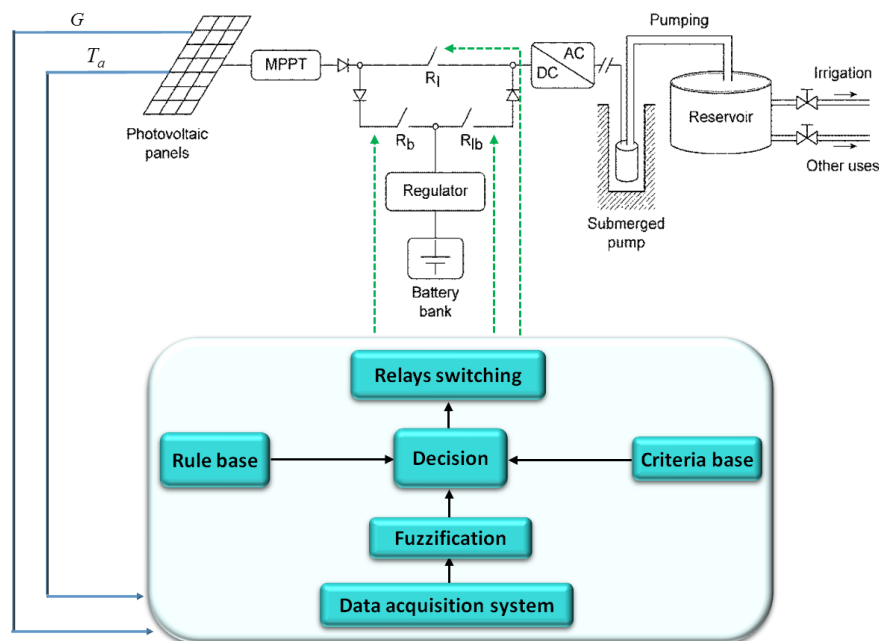 G
T_a
MPPT
R_l
DC
AC
Pumping
Irrigation
Reservoir
Other uses
Photovoltaic
panels
R_b
R_lb
Regulator
Submerged
pump
Battery
bank
Relays switching
Rule base
Decision
Criteria base
Fuzzification
Data acquisition system